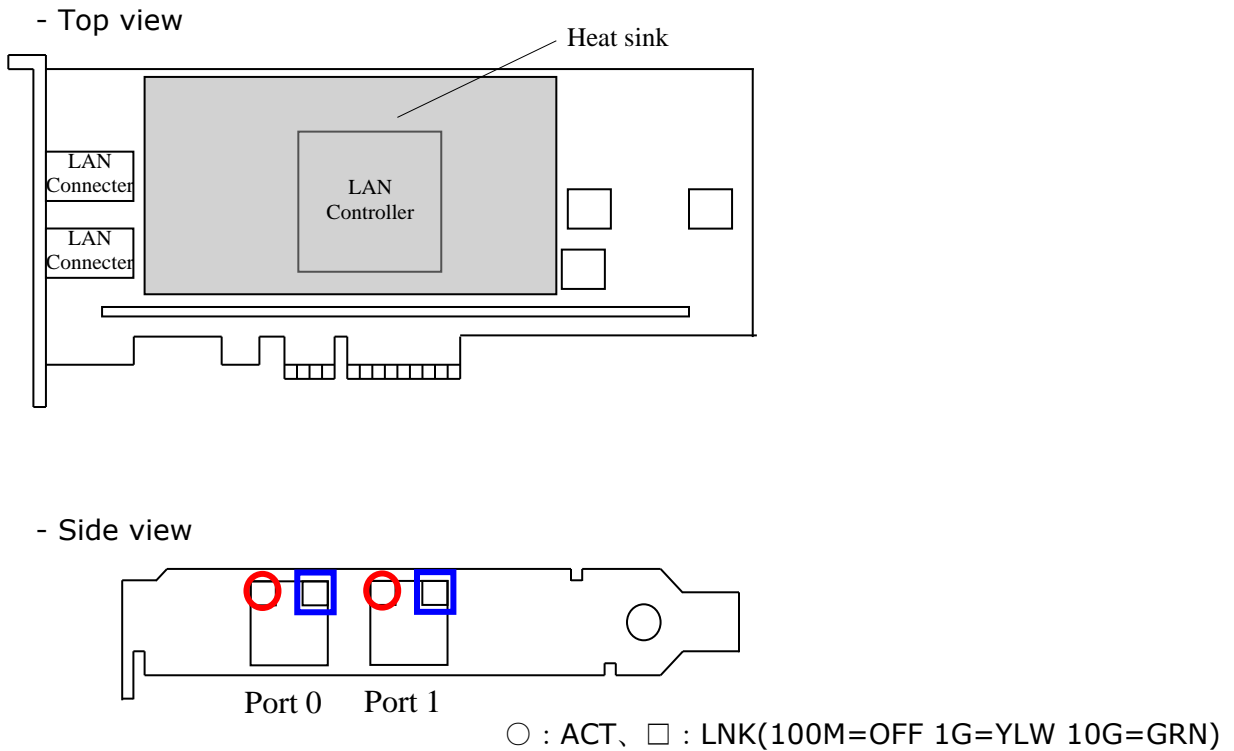 - Top view
Heat sink
LAN
Connecter
LAN
Controller
LAN
Connecter
- Side view
Port 0 Port 1
○ : ACT、□ : LNK(100M=OFF 1G=YLW 10G=GRN)